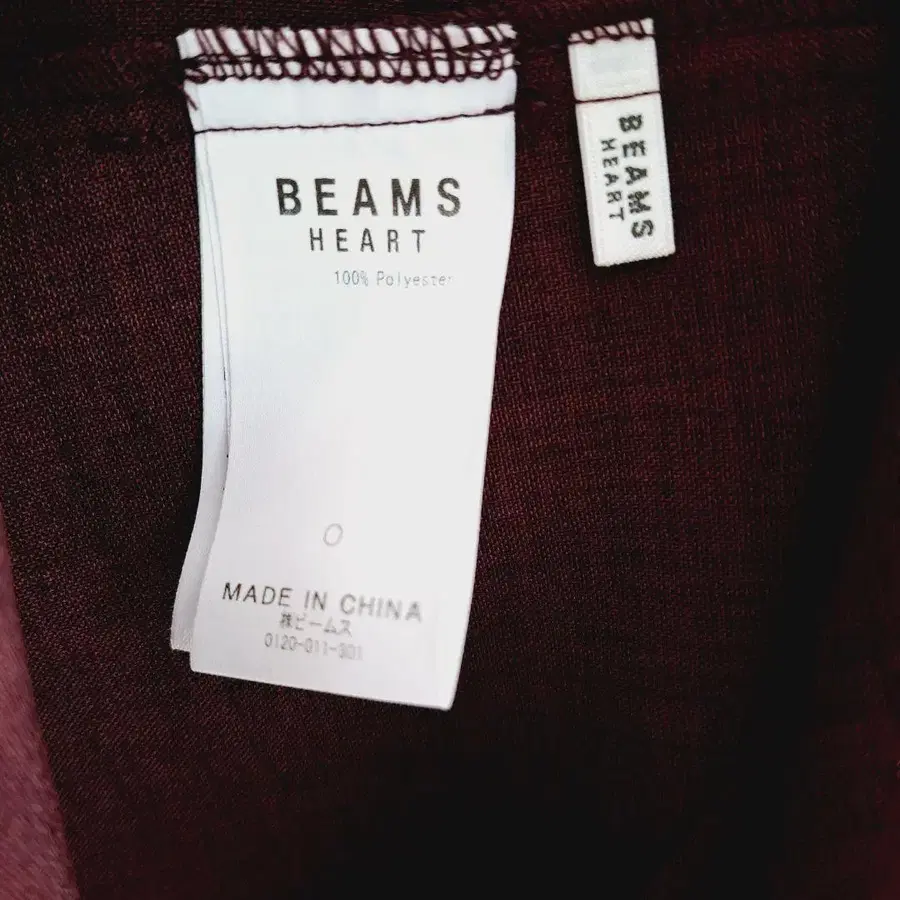 BEAMS
HEART
100% Polyester
0
MADE IN CHINA
㈱ビームス
0120-011-301
BEAMS
HEART